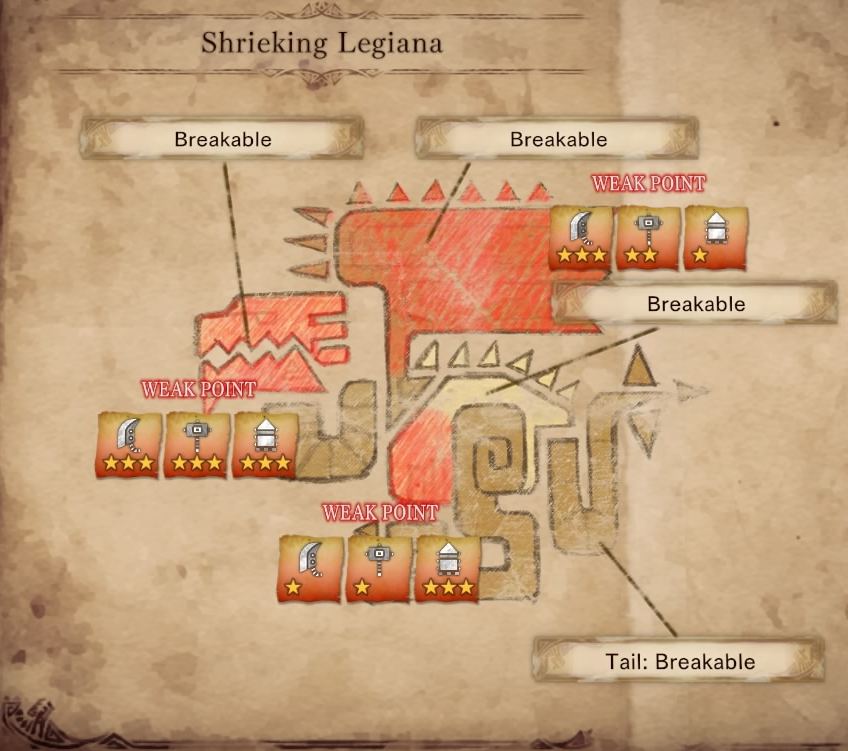 Shrieking Legiana
Breakable
Breakable
WEAK POINT
Breakable
WEAK POINT
WEAK POINT
Tail: Breakable